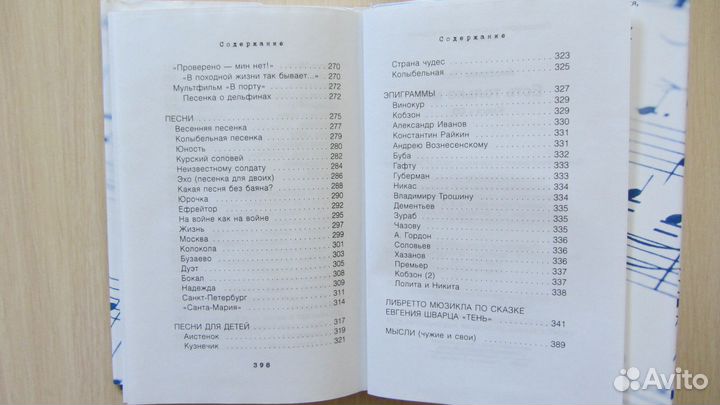 Содержание
«Проверено — мин нет!» 270
«В походной жизни так бывает...» 270
Мультфильм «В порту» 272
Песенка о дельфинах 272
ПЕСНИ 275
Весенняя песенка 277
Колыбельная песенка 279
Юность 280
Курский соловей 282
Неизвестному солдату 284
Эхо (песенка для двоих) 286
Какая песня без баяна? 288
Юрочка 290
Ефрейтор 292
На войне как на войне 295
Жизнь 297
Москва 299
Колокола 301
Бузаево 303
Дуэт 305
Бокал 308
Надежда 309
Санкт-Петербург 311
«Санта-Мария» 314
ПЕСНИ ДЛЯ ДЕТЕЙ 317
Аистенок 319
Кузнечик 321
398
Содержание
Страна чудес 323
Колыбельная 325
ЭПИГРАММЫ 327
Винокур 329
Кобзон 329
Александр Иванов 330
Константин Райкин 331
Андрею Вознесенскому 331
Буба 332
Гафту 333
Губерман 333
Никас 334
Владимиру Трошину 334
Дементьев 334
Зураб 335
Чазову 335
А. Гордон 335
Соловьев 336
Хазанов 336
Премьер 337
Кобзон (2) 337
Лолита и Никита 338
ЛИБРЕТТО МЮЗИКЛА ПО СКАЗКЕ
ЕВГЕНИЯ ШВАРЦА «ТЕНЬ» 341
МЫСЛИ (чужие и свои) 389
Avito